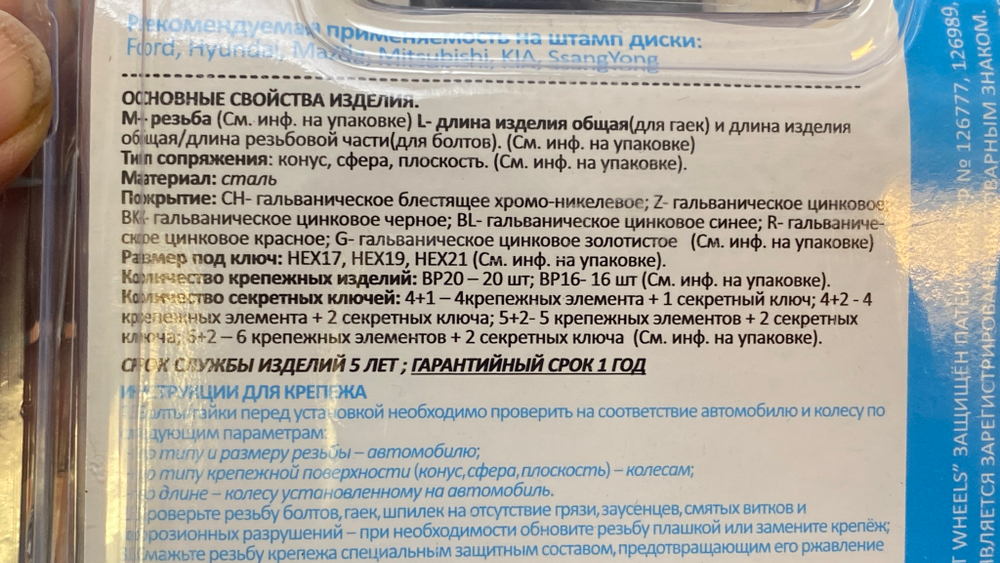 Рекомендуемая применяемость на штамп диски:
Ford, Hyundai, Mazda, Mitsubishi, KIA, SsangYong
ОСНОВНЫЕ СВОЙСТВА ИЗДЕЛИЯ.
М- резьба (См. инф. на упаковке) L- длина изделия общая(для гаек) и длина изделия
общая/длина резьбовой части(для болтов). (См. инф. на упаковке)
Тип сопряжения: конус, сфера, плоскость. (См. инф. на упаковке).
Материал: сталь
Покрытие: CH- гальваническое блестящее хромо-никелевое; Z- гальваническое цинковое
BK- гальваническое цинковое черное; BL- гальваническое цинковое синее; R- гальваниче-
ское цинковое красное; G- гальваническое цинковое золотистое (См. инф. на упаковке)
Размер под ключ: HEX17, HEX19, HEX21 (См. инф. на упаковке).
Количество крепежных изделий: BP20 – 20 шт; BP16- 16 шт (См. инф. на упаковке).
Количество секретных ключей: 4+1 – 4крепежных элемента + 1 секретный ключ; 4+2 - 4
крепежных элемента + 2 секретных ключа; 5+2- 5 крепежных элементов + 2 секретных
ключа; 6+2 – 6 крепежных элементов + 2 секретных ключа (См. инф. на упаковке).
СРОК СЛУЖБЫ ИЗДЕЛИЙ 5 ЛЕТ ; ГАРАНТИЙНЫЙ СРОК 1 ГОД
ИНСТРУКЦИИ ДЛЯ КРЕПЕЖА
Болты/гайки перед установкой необходимо проверить на соответствие автомобилю и колесу по
следующим параметрам:
- по типу и размеру резьбы – автомобилю;
- по типу крепежной поверхности (конус, сфера, плоскость) – колесам;
- по длине – колесу установленному на автомобиль.
Проверьте резьбу болтов, гаек, шпилек на отсутствие грязи, заусенцев, смятых витков и
коррозионных разрушений – при необходимости обновите резьбу плашкой или замените крепёж;
смажьте резьбу крепежа специальным защитным составом, предотвращающим его ржавление
WHEELS" ЗАЩИЩЕН № 126777, 126989,
ЯВЛЯЕТСЯ ЗАРЕГИСТРИРОВАННЫМ ТОВАРНЫМ ЗНАКОМ.